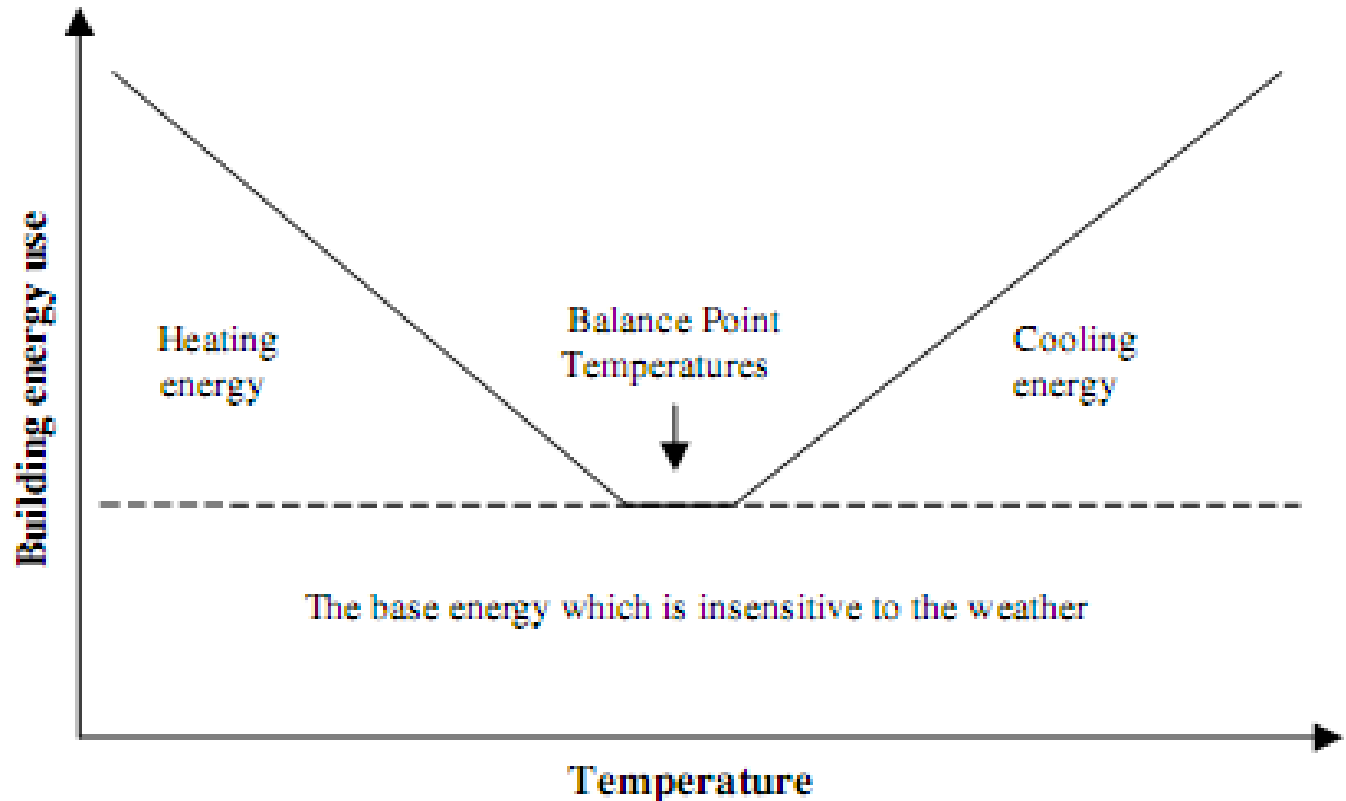 Building energy use
Balance Point
Temperatures
Heating
energy
Cooling
energy
The base energy which is insensitive to the weather
Temperature